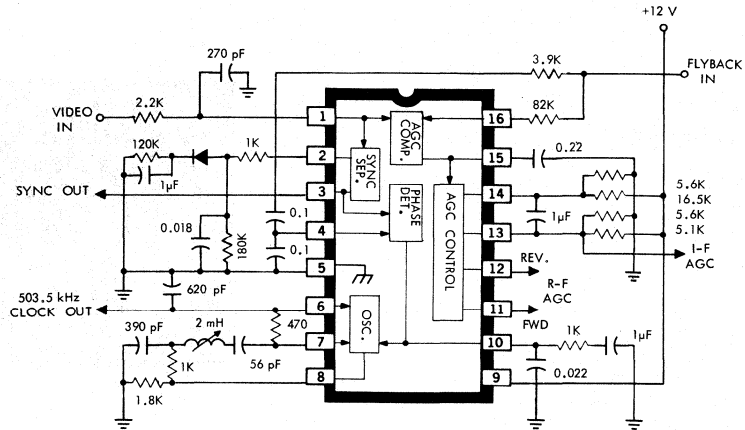 +12 V
270 pF
3.9K
FLYBACK
IN
2.2K
82K
VIDEO
IN
1
16
AGC
COMP.
120K
1K
2
15
0.22
SYNC
SEP.
1µF
SYNC OUT
3
14
5.6K
16.5K
5.6K
5.1K
PHASE
DET.
AGC CONTROL
0.1
1µF
0.018
180K
4
13
I-F
AGC
0.1
REV.
5
12
R-F
AGC
620 pF
503.5 kHz
CLOCK OUT
6
11
FWD
OSC.
390 pF
2 mH
470
7
10
1K
1µF
1K
56 pF
8
9
0.022
1.8K